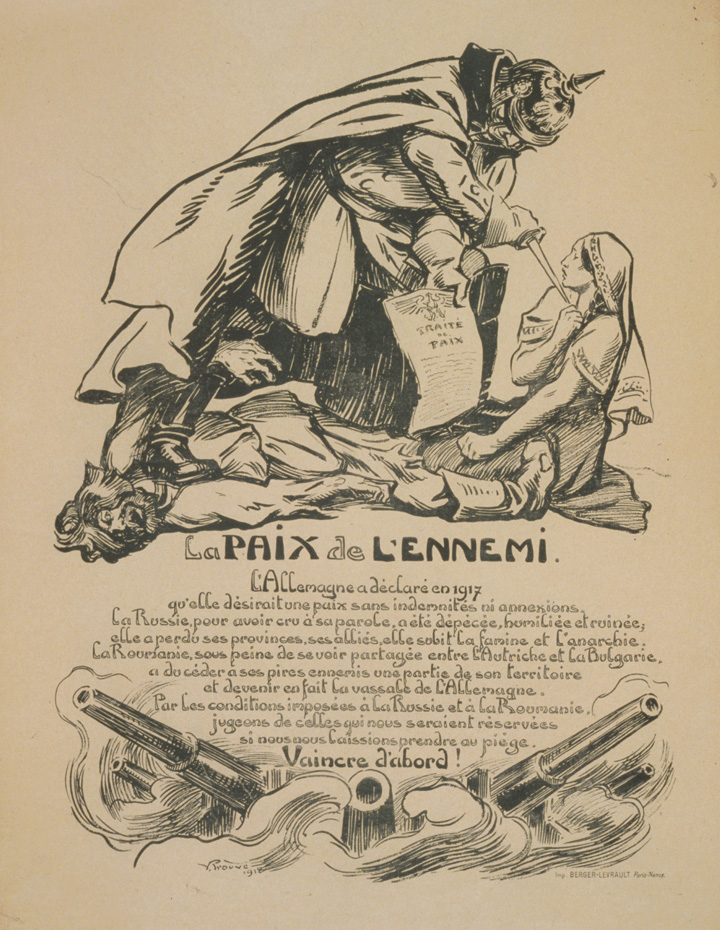 TRAITÉ
DE
PAIX
La PAIX de L'ENNEMI.
L'Allemagne a déclaré en 1917
qu'elle désirait une paix sans indemnités ni annexions.
La Russie, pour avoir cru à sa parole, a été dépécée, humiliée et ruinée;
elle a perdu ses provinces, ses alliés, elle subit la famine et l'anarchie.
La Roumanie, sous peine de se voir partagée entre l'Autriche et la Bulgarie,
a du céder à ses pires ennemis une partie de son territoire
et devenir en fait la vassale de l'Allemagne.
Par les conditions imposées à la Russie et à la Roumanie,
jugeons de celles qui nous seraient réservées
si nous nous laissions prendre au piège.
Vaincre d'abord !
V. Prouvé
1918
Imp. BERGER-LEVRAULT. Paris-Nancy.